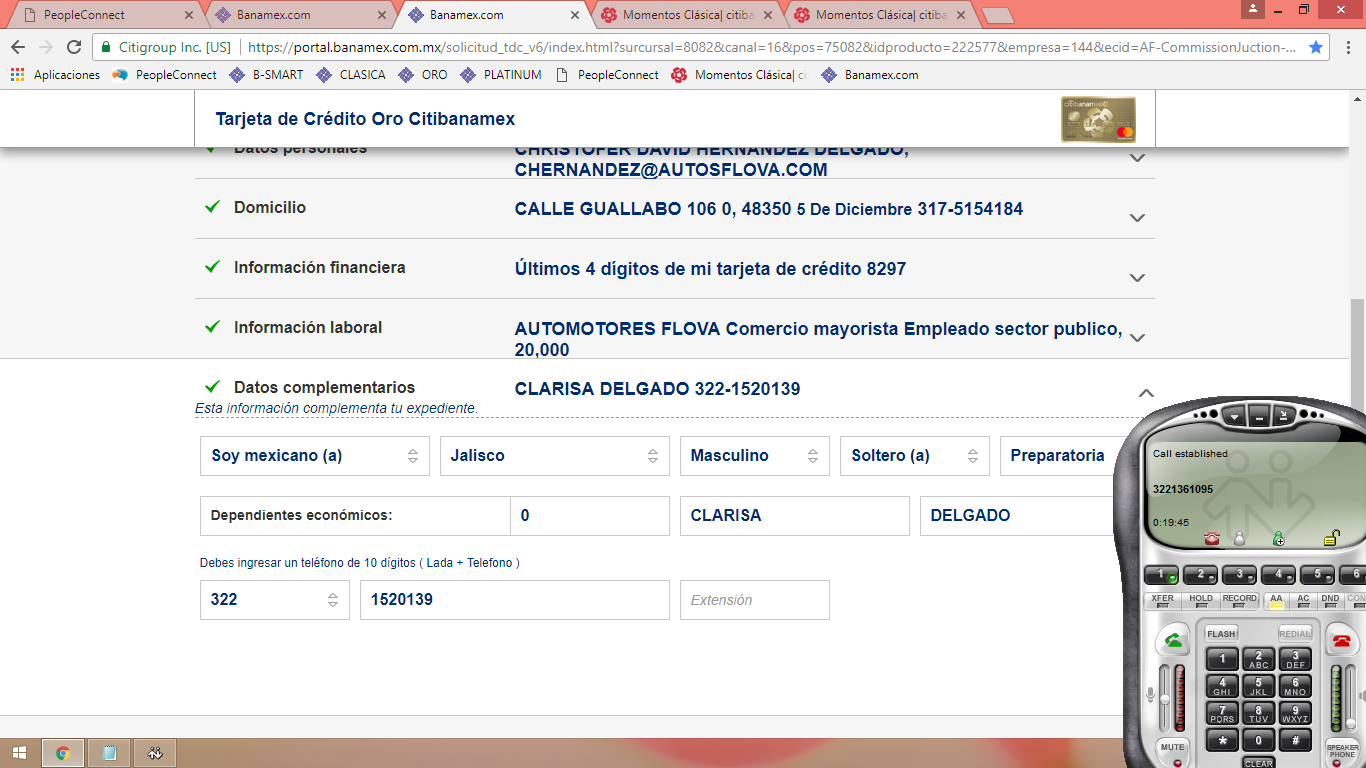 PeopleConnect
Banamex.com
Banamex.com
Momentos Clásica| citiba
Momentos Clásica| citiba
Citigroup Inc. [US]
https://portal.banamex.com.mx/solicitud_tdc_v6/index.html?surcursal=8082&canal=16&pos=75082&idproducto=222577&empresa=144&ecid=AF-CommissionJuction-...
Aplicaciones PeopleConnect B-SMART CLASICA ORO PLATINUM PeopleConnect Momentos Clásica| ci Banamex.com
Tarjeta de Crédito Oro Citibanamex
citibanamex
Datos personales CHRISTOFER DAVID HERNANDEZ DELGADO,
CHERNANDEZ@AUTOSFLOVA.COM
Domicilio CALLE GUALLABO 106 0, 48350 5 De Diciembre 317-5154184
Información financiera Últimos 4 dígitos de mi tarjeta de crédito 8297
Información laboral AUTOMOTORES FLOVA Comercio mayorista Empleado sector publico,
20,000
Datos complementarios CLARISA DELGADO 322-1520139
Esta información complementa tu expediente.
Soy mexicano (a) Jalisco Masculino Soltero (a) Preparatoria
Dependientes económicos: 0 CLARISA DELGADO
Debes ingresar un teléfono de 10 dígitos ( Lada + Telefono )
322 1520139 Extensión
Call established
3221361095
0:19:45
1 2 3 4 5 6
XFER HOLD RECORD AA AC DND CON
FLASH REDIAL
1 2 ABC 3 DEF
4 GHI 5 JKL 6 MNO
7 PQRS 8 TUV 9 WXYZ
* 0 #
MUTE CLEAR SPEAKER PHONE